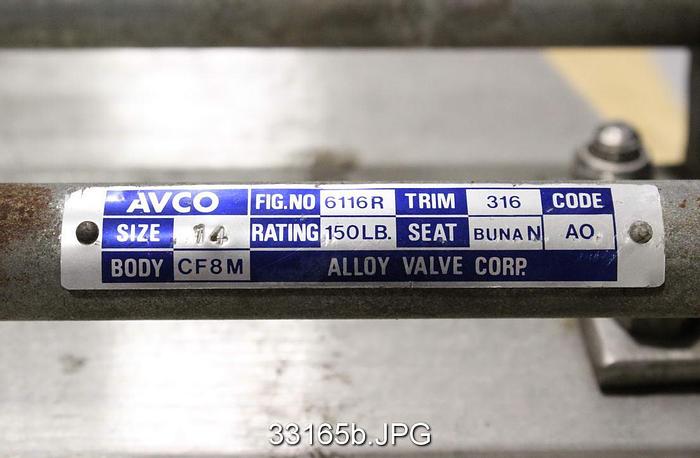 AVCO FIG.NO 6116R TRIM 316 CODE
SIZE 14 RATING 150LB. SEAT BUNA N AO
BODY CF8M ALLOY VALVE CORP.
33165b.JPG